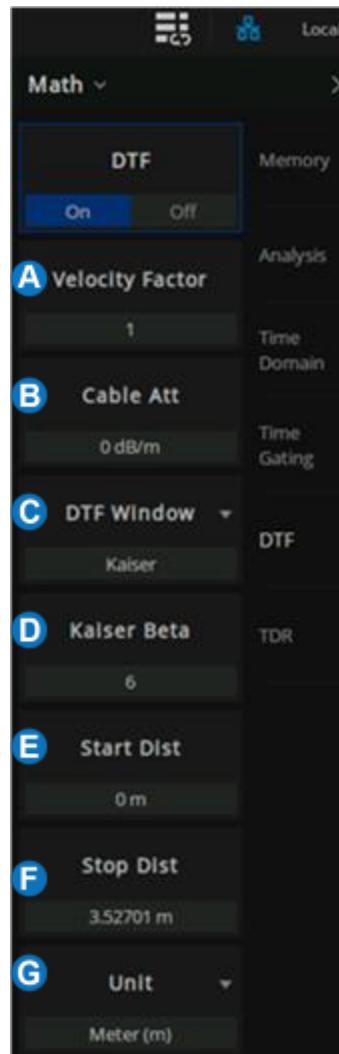 Local
Math
DTF
On Off
A Velocity Factor
1
B Cable Att
0 dB/m
C DTF Window
Kaiser
D Kaiser Beta
6
E Start Dist
0 m
F Stop Dist
3.52701 m
G Unit
Meter (m)
Memory
Analysis
Time
Domain
Time
Gating
DTF
TDR